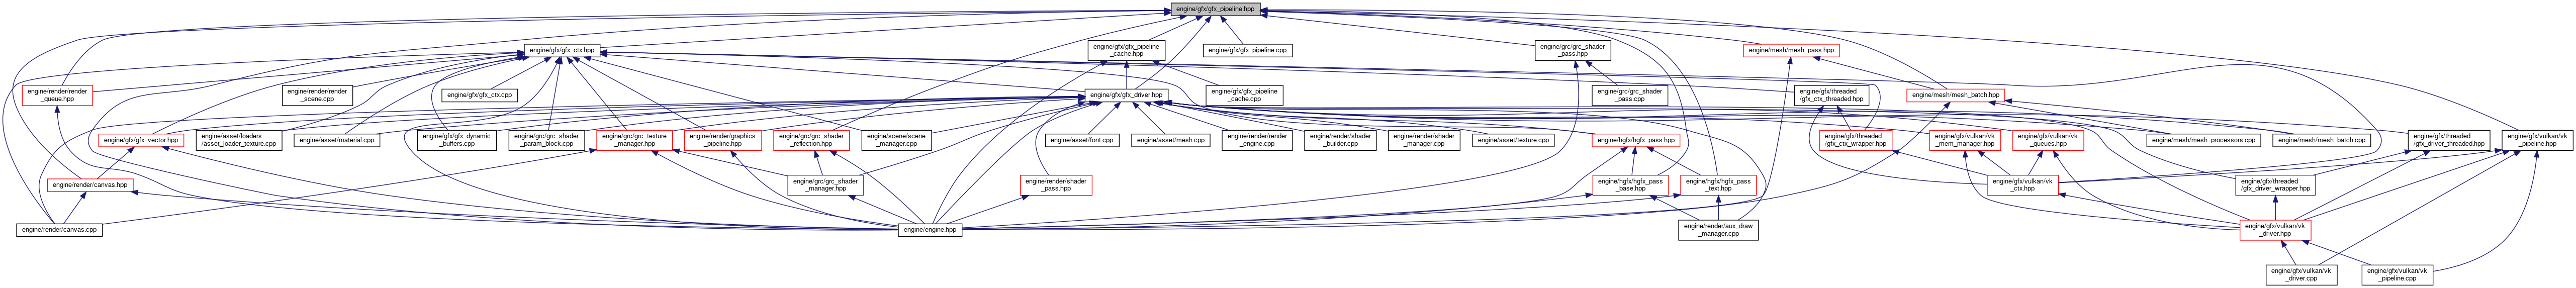 engine/gfx/gfx_pipeline.hpp
engine/gfx/gfx_ctx.hpp
engine/gfx/gfx_pipeline
_cache.hpp
engine/gfx/gfx_pipeline.cpp
engine/grc/grc_shader
_pass.hpp
engine/mesh/mesh_pass.hpp
engine/render/render
_queue.hpp
engine/render/render
_scene.cpp
engine/gfx/gfx_ctx.cpp
engine/gfx/gfx_driver.hpp
engine/gfx/gfx_pipeline
_cache.cpp
engine/grc/grc_shader
_pass.cpp
engine/gfx/threaded
/gfx_ctx_threaded.hpp
engine/mesh/mesh_batch.hpp
engine/gfx/gfx_vector.hpp
engine/asset/loaders
/asset_loader_texture.cpp
engine/asset/material.cpp
engine/gfx/gfx_dynamic
_buffers.cpp
engine/grc/grc_shader
_param_block.cpp
engine/grc/grc_texture
_manager.hpp
engine/render/graphics
_pipeline.hpp
engine/grc/grc_shader
_reflection.hpp
engine/scene/scene
_manager.cpp
engine/asset/font.cpp
engine/asset/mesh.cpp
engine/render/render
_engine.cpp
engine/render/shader
_builder.cpp
engine/render/shader
_manager.cpp
engine/asset/texture.cpp
engine/hgfx/hgfx_pass.hpp
engine/gfx/threaded
/gfx_ctx_wrapper.hpp
engine/gfx/vulkan/vk
_mem_manager.hpp
engine/gfx/vulkan/vk
_queues.hpp
engine/mesh/mesh_processors.cpp
engine/mesh/mesh_batch.cpp
engine/gfx/threaded
/gfx_driver_threaded.hpp
engine/gfx/vulkan/vk
_pipeline.hpp
engine/render/canvas.hpp
engine/grc/grc_shader
_manager.hpp
engine/render/shader
_pass.hpp
engine/hgfx/hgfx_pass
_base.hpp
engine/hgfx/hgfx_pass
_text.hpp
engine/gfx/vulkan/vk
_ctx.hpp
engine/gfx/threaded
/gfx_driver_wrapper.hpp
engine/render/canvas.cpp
engine/engine.hpp
engine/render/aux_draw
_manager.cpp
engine/gfx/vulkan/vk
_driver.hpp
engine/gfx/vulkan/vk
_driver.cpp
engine/gfx/vulkan/vk
_pipeline.cpp